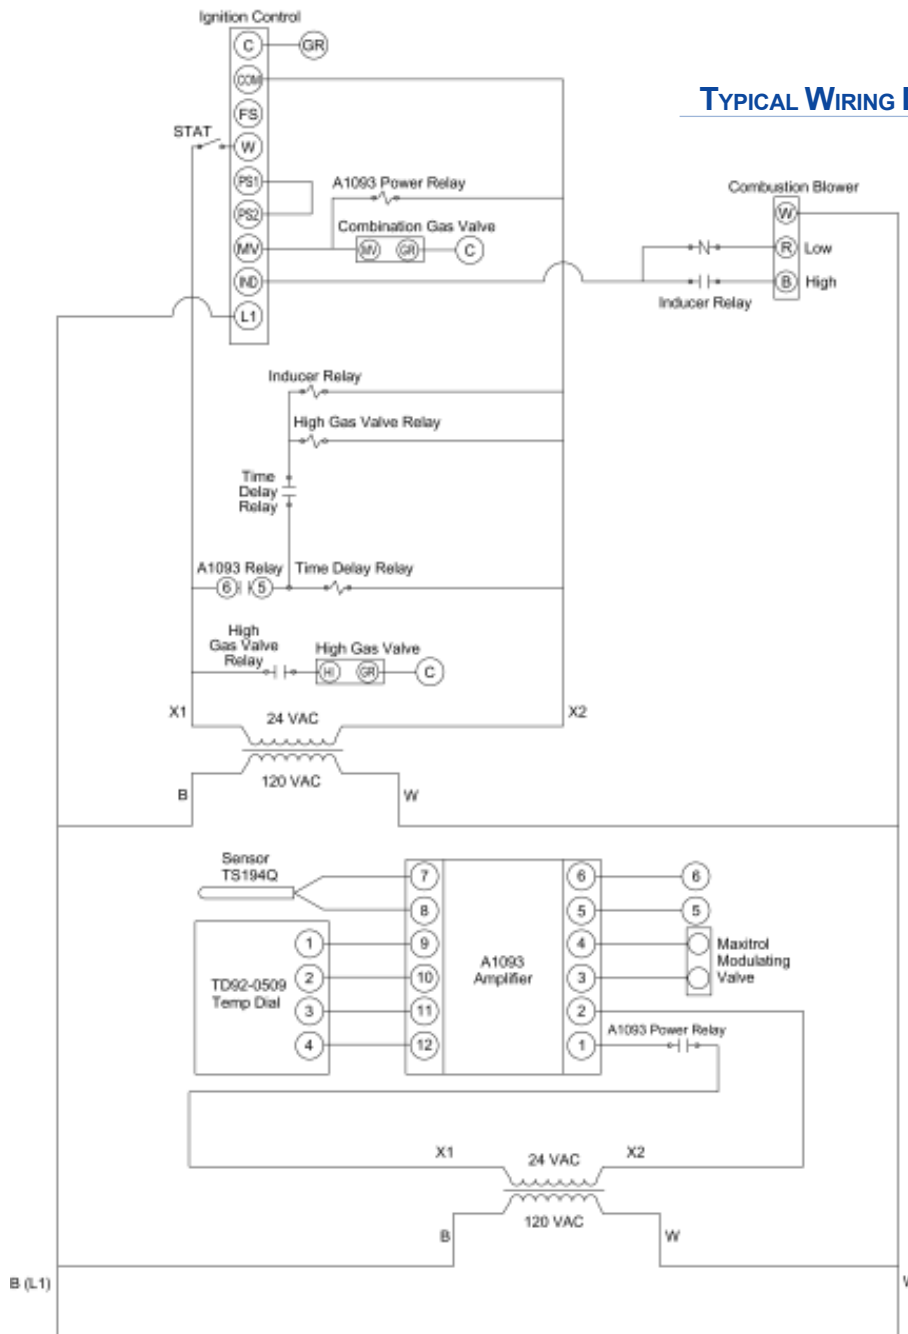 Ignition Control
C
GR
COM
TYPICAL WIRING
FS
STAT
W
PS1
A1093 Power Relay
Combustion Blower
PS2
Combination Gas Valve
W
MV
MV
GR
C
R
Low
IND
B
High
Inducer Relay
L1
Inducer Relay
High Gas Valve Relay
Time
Delay
Relay
A1093 Relay
Time Delay Relay
6
5
High
Gas Valve
Relay
High Gas Valve
HI
GR
C
X1
24 VAC
X2
120 VAC
B
W
Sensor
TS194Q
7
8
9
10
11
12
A1093
Amplifier
6
5
4
3
2
1
6
5
Maxitrol
Modulating
Valve
TD92-0509
Temp Dial
1
2
3
4
A1093 Power Relay
X1
24 VAC
X2
120 VAC
B
W
B (L1)